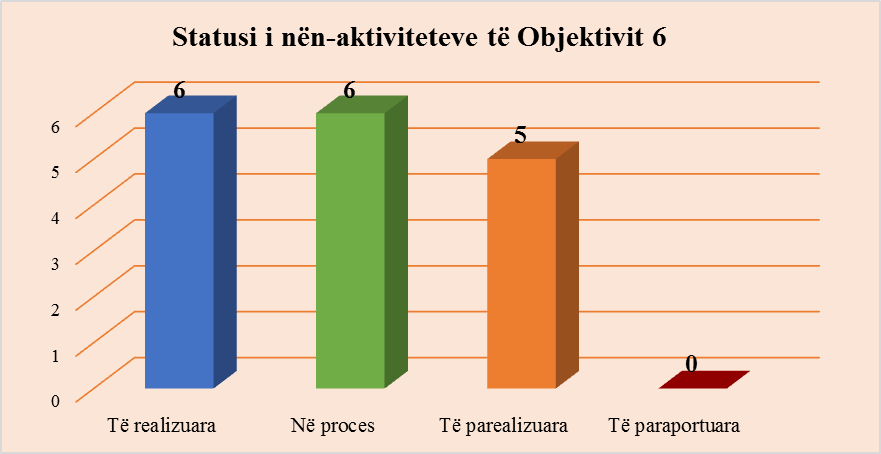 Statusi i nën-aktiviteteve të Objektivit 6
6
6
5
0
6
5
4
3
2
1
0
Të realizuara
Në proces
Të parealizuara
Të paraportuara